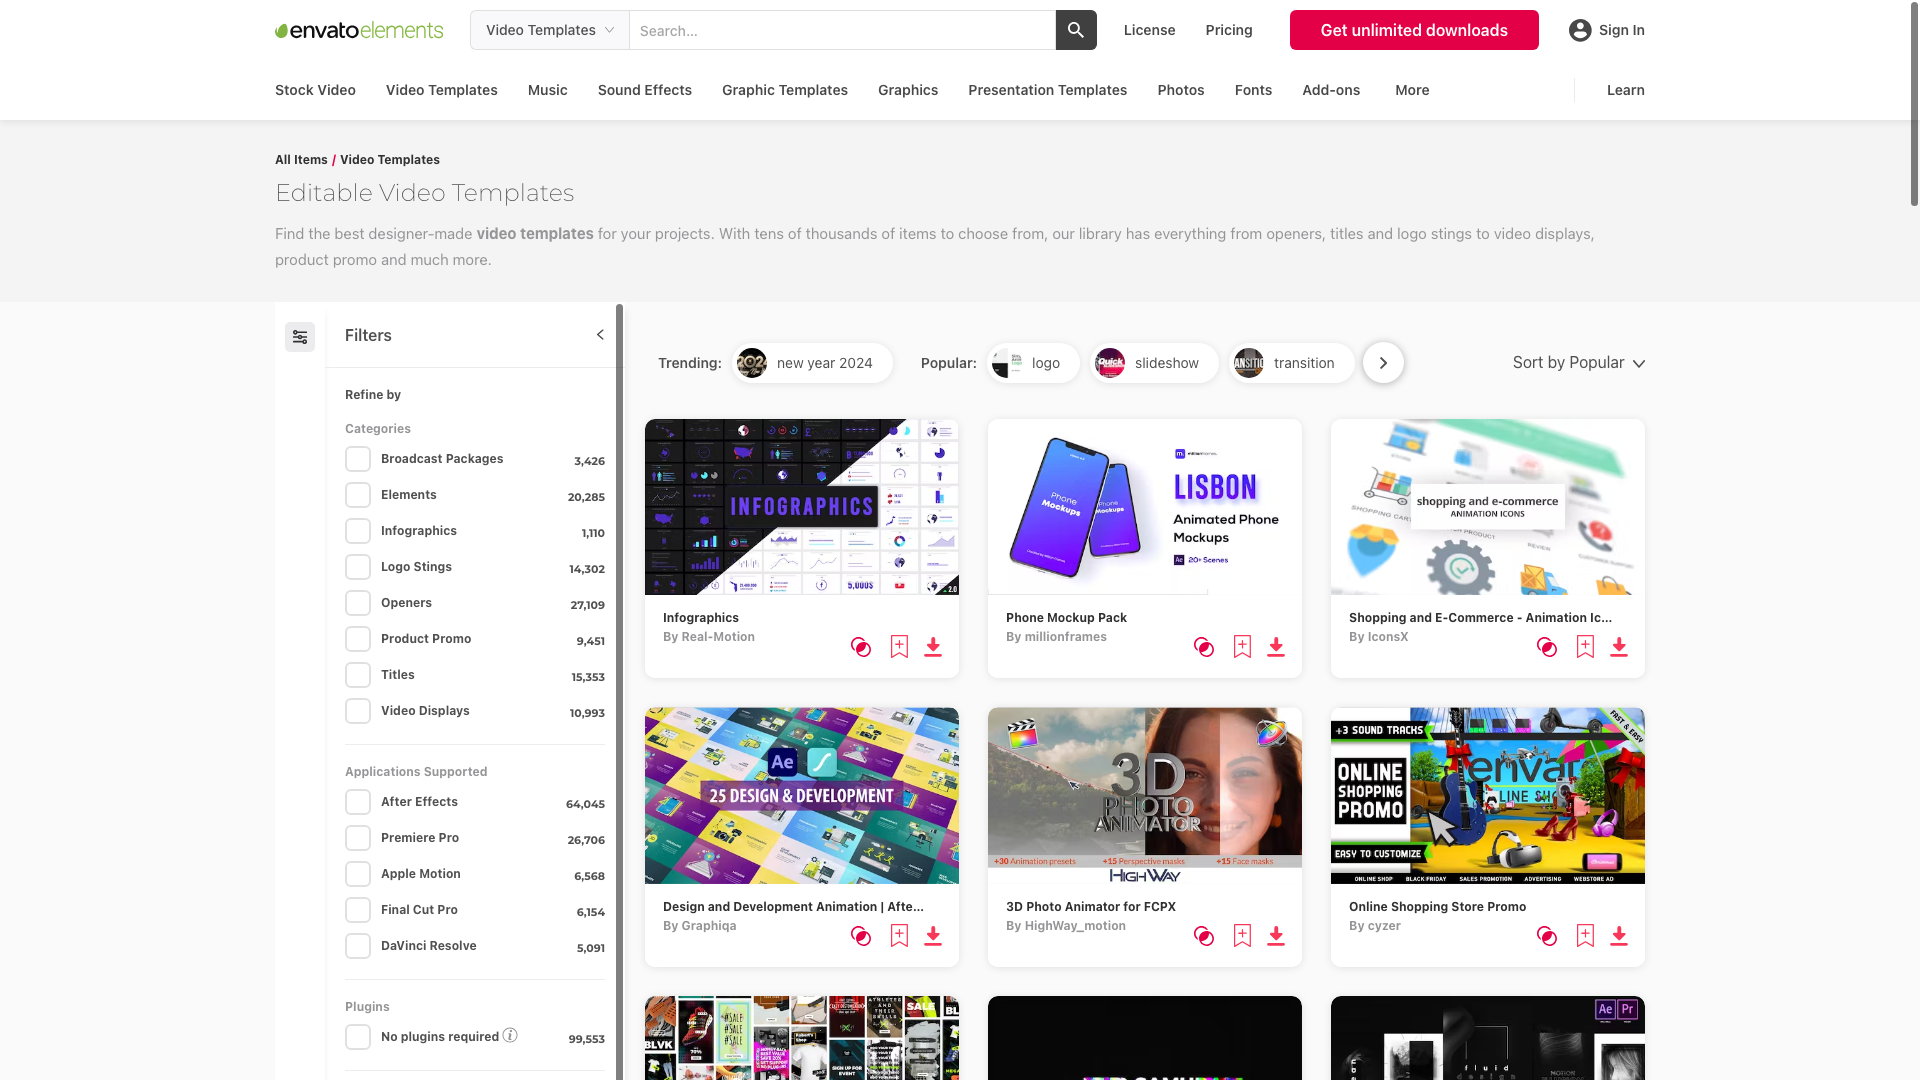 envatoelements
Video Templates
Search...
License
Pricing
Get unlimited downloads
Sign In
Stock Video
Video Templates
Music
Sound Effects
Graphic Templates
Graphics
Presentation Templates
Photos
Fonts
Add-ons
More
Learn
All Items / Video Templates
Editable Video Templates
Find the best designer-made video templates for your projects. With tens of thousands of items to choose from, our library has everything from openers, titles and logo stings to video displays,
product promo and much more.
Filters
Refine by
Categories
Broadcast Packages 3,426
Elements 20,285
Infographics 1,110
Logo Stings 14,302
Openers 27,109
Product Promo 9,451
Titles 15,353
Video Displays 10,993
Applications Supported
After Effects 64,045
Premiere Pro 26,706
Apple Motion 6,568
Final Cut Pro 6,154
DaVinci Resolve 5,091
Plugins
No plugins required 99,553
Trending:
new year 2024
Popular:
logo
slideshow
transition
Sort by Popular
INFOGRAPHICS
Infographics
By Real-Motion
Phone
Mockups
LISBON
Animated Phone
Mockups
Ae 20+ Scenes
Phone Mockup Pack
By millionframes
shopping and e-commerce
ANIMATION ICONS
Shopping and E-Commerce - Animation Ic...
By IconsX
Ae
25 DESIGN & DEVELOPMENT
Design and Development Animation | Afte...
By Graphiqa
3D
PHOTO
ANIMATOR
+30 Animation presets
+15 Perspective masks
+15 Face masks
HIGHWAY
3D Photo Animator for FCPX
By HighWay_motion
+3 SOUND TRACKS
FAST & EASY
ONLINE
SHOPPING
PROMO
EASY TO CUSTOMIZE
ONLINE SHOP
BLACK FRIDAY
SALES PROMOTION
ADVERTISING
WEBSTORE AD
Online Shopping Store Promo
By cyzer
#SALE
#SALE
#SALE
SALE
BLVK
SIGN UP FOR
EVENT
Ae Pr
fluid
design